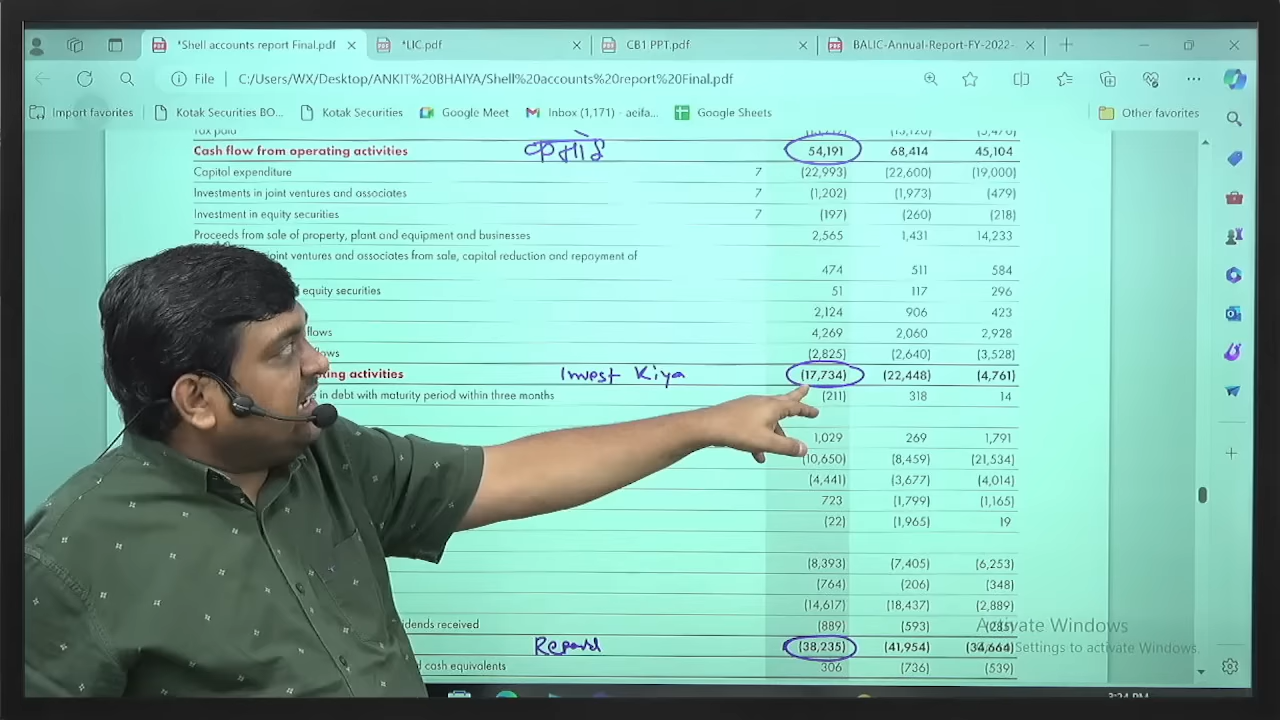 *Shell accounts report Final.pdf
*LIC.pdf
CB1 PPT.pdf
BALIC-Annual-Report-FY-2022-
File C:/Users/WX/Desktop/ANKIT%20BHAIYA/Shell%20accounts%20report%20Final.pdf
Import favorites Kotak Securities BO... Kotak Securities Google Meet Inbox (1,171) - aeifa... Google Sheets Other favorites
Tax paid
Cash flow from operating activities कमाई 54,191 68,414 45,104
Capital expenditure 7 (22,993) (22,600) (19,000)
Investments in joint ventures and associates 7 (1,202) (1,973) (479)
Investment in equity securities 7 (197) (260) (218)
Proceeds from sale of property, plant and equipment and businesses 2,565 1,431 14,233
joint ventures and associates from sale, capital reduction and repayment of
474 511 584
equity securities 51 117 296
2,124 906 423
flows 4,269 2,060 2,928
flows (2,825) (2,640) (3,528)
activities Invest Kiya (17,734) (22,448) (4,761)
in debt with maturity period within three months (211) 318 14
1,029 269 1,791
(10,650) (8,459) (21,534)
(4,441) (3,677) (4,014)
723 (1,799) (1,165)
(22) (1,965) 19
(8,393) (7,405) (6,253)
(764) (206) (348)
(14,617) (18,437) (2,889)
dends received (889) (593) (285)
(38,235) (41,954) (34,664)
cash equivalents 306 (736) (539)
Activate Windows
Settings to activate Windows.
3:24 PM